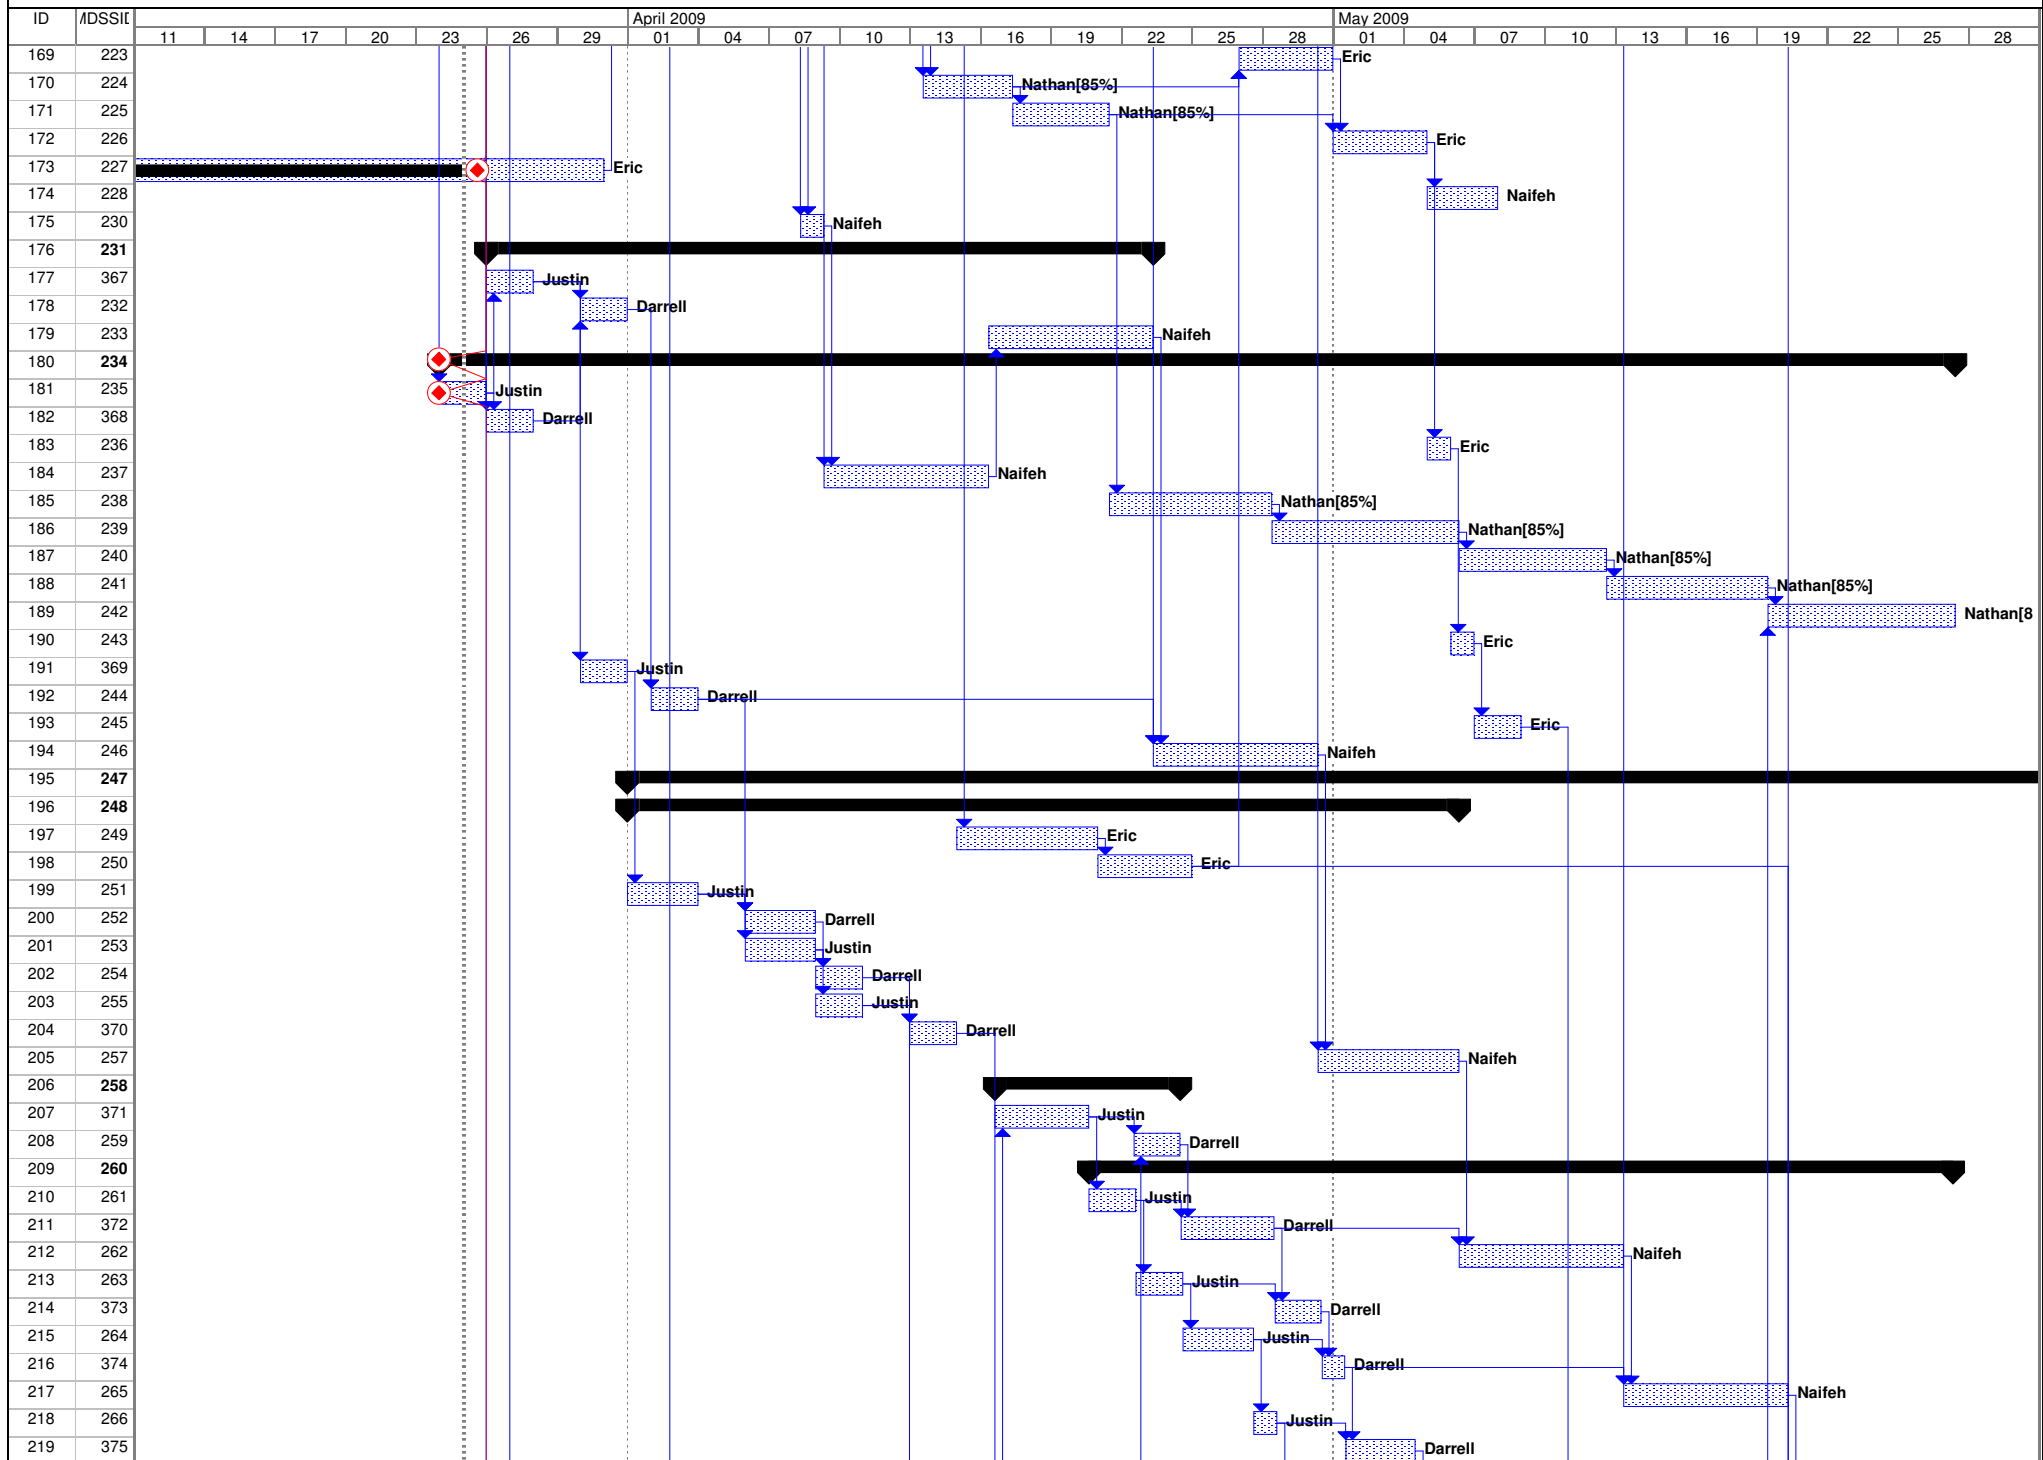 ID MDSSID April 2009 May 2009
11 14 17 20 23 26 29 01 04 07 10 13 16 19 22 25 28 01 04 07 10 13 16 19 22 25 28
169 223 Eric
170 224 Nathan[85%]
171 225 Nathan[85%]
172 226 Eric
173 227 Eric
174 228 Naifeh
175 230 Naifeh
176 231
177 367 Justin
178 232 Darrell
179 233 Naifeh
180 234
181 235 Justin
182 368 Darrell
183 236 Eric
184 237 Naifeh
185 238 Nathan[85%]
186 239 Nathan[85%]
187 240 Nathan[85%]
188 241 Nathan[85%]
189 242 Nathan[8
190 243 Eric
191 369 Justin
192 244 Darrell
193 245 Eric
194 246 Naifeh
195 247
196 248
197 249 Eric
198 250 Eric
199 251 Justin
200 252 Darrell
201 253 Justin
202 254 Darrell
203 255 Justin
204 370 Darrell
205 257 Naifeh
206 258
207 371 Justin
208 259 Darrell
209 260
210 261 Justin
211 372 Darrell
212 262 Naifeh
213 263 Justin
214 373 Darrell
215 264 Justin
216 374 Darrell
217 265 Naifeh
218 266 Justin
219 375 Darrell